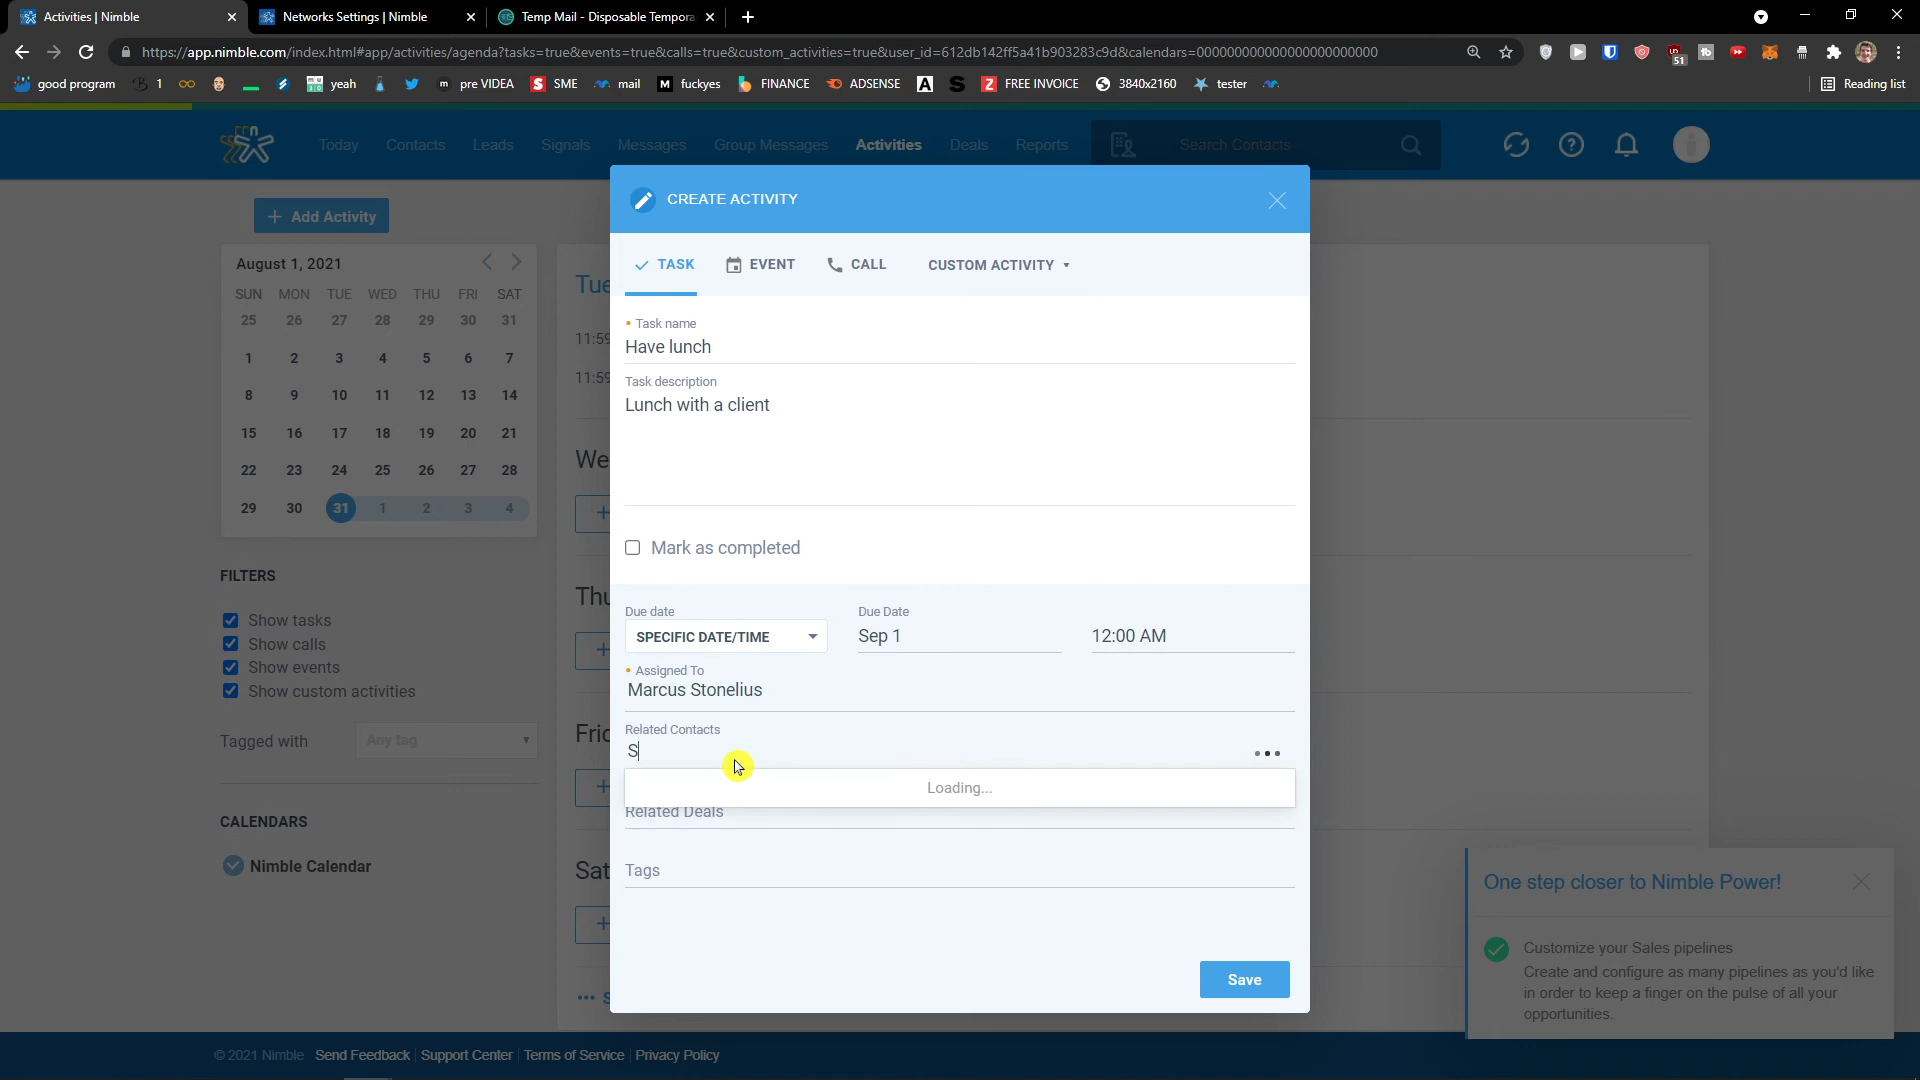 Activities | Nimble
Networks Settings | Nimble
Temp Mail - Disposable Tempora
https://app.nimble.com/index.html#app/activities/agenda?tasks=true&events=true&calls=true&custom_activities=true&user_id=612db142ff5a41b903283c9d&calendars=000000000000000000000000
51
good program
1
yeah
pre VIDEA
SME
mail
fuckyes
FINANCE
ADSENSE
FREE INVOICE
3840x2160
tester
Reading list
Today
Contacts
Leads
Signals
Messages
Group Messages
Activities
Deals
Reports
Search Contacts
+ Add Activity
August 1, 2021
SUN MON TUE WED THU FRI SAT
25 26 27 28 29 30 31
1 2 3 4 5 6 7
8 9 10 11 12 13 14
15 16 17 18 19 20 21
22 23 24 25 26 27 28
29 30 31 1 2 3 4
FILTERS
Show tasks
Show calls
Show events
Show custom activities
Tagged with
Any tag
CALENDARS
Nimble Calendar
Tue
11:59
11:59
We
Thu
Frid
Sat
CREATE ACTIVITY
TASK
EVENT
CALL
CUSTOM ACTIVITY
Task name
Have lunch
Task description
Lunch with a client
Mark as completed
Due date
SPECIFIC DATE/TIME
Due Date
Sep 1
12:00 AM
Assigned To
Marcus Stonelius
Related Contacts
S
Loading...
Related Deals
Tags
Save
One step closer to Nimble Power!
Customize your Sales pipelines
Create and configure as many pipelines as you'd like
in order to keep a finger on the pulse of all your
opportunities.
© 2021 Nimble
Send Feedback
Support Center
Terms of Service
Privacy Policy